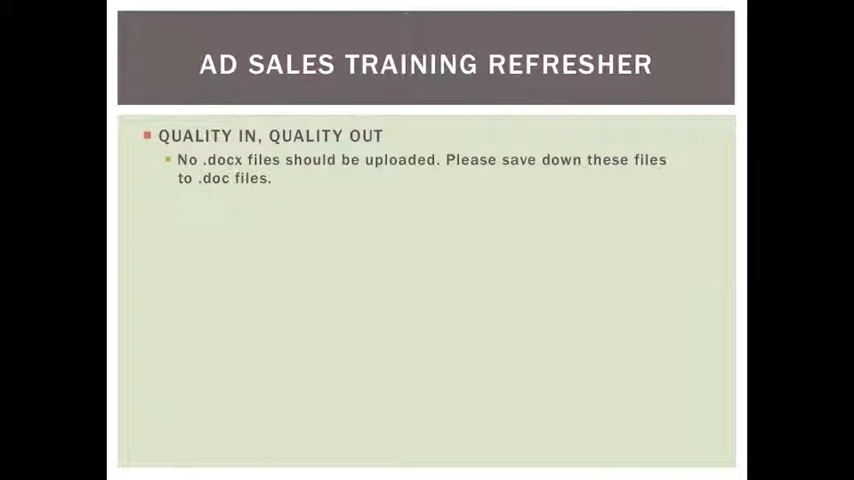 AD SALES TRAINING REFRESHER
QUALITY IN, QUALITY OUT
No .docx files should be uploaded. Please save down these files
to .doc files.